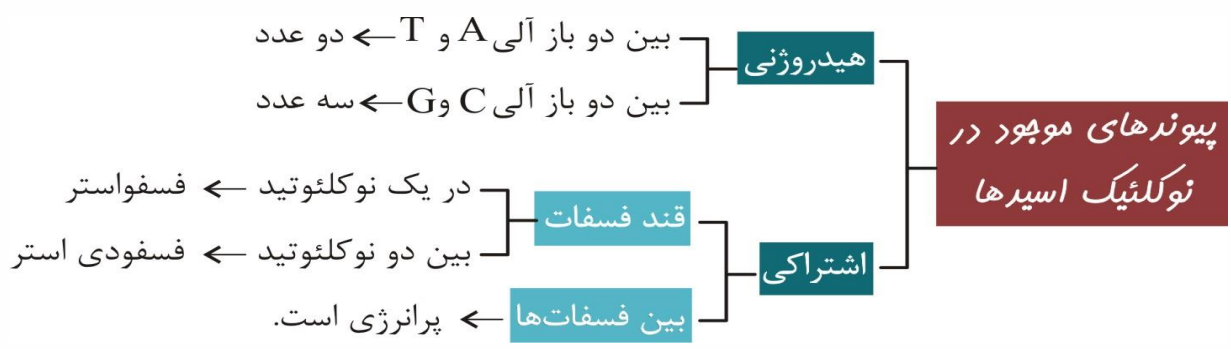 پیوندهای موجود در
نوکلئیک اسیدها
هیدروژنی
بین دو باز آلی A و T ← دو عدد
بین دو باز آلی C و G ← سه عدد
اشتراکی
قند فسفات
در یک نوکلئوتید ← فسفواستر
بین دو نوکلئوتید ← فسفودی استر
بین فسفات‌ها ← پرانرژی است.